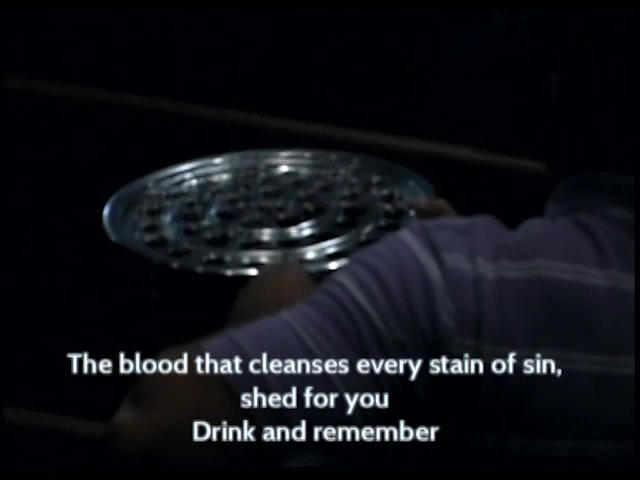 The blood that cleanses every stain of sin,
shed for you
Drink and remember